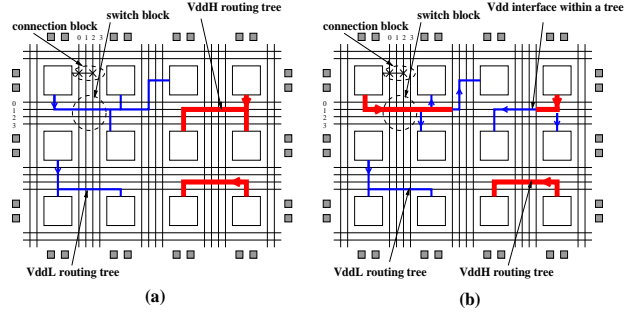 switch block
VddH routing tree
connection block
0 1 2 3
0
1
2
3
VddL routing tree
(a)
switch block
Vdd interface within a tree
connection block
0 1 2 3
0
1
2
3
VddL routing tree
VddH routing tree
(b)